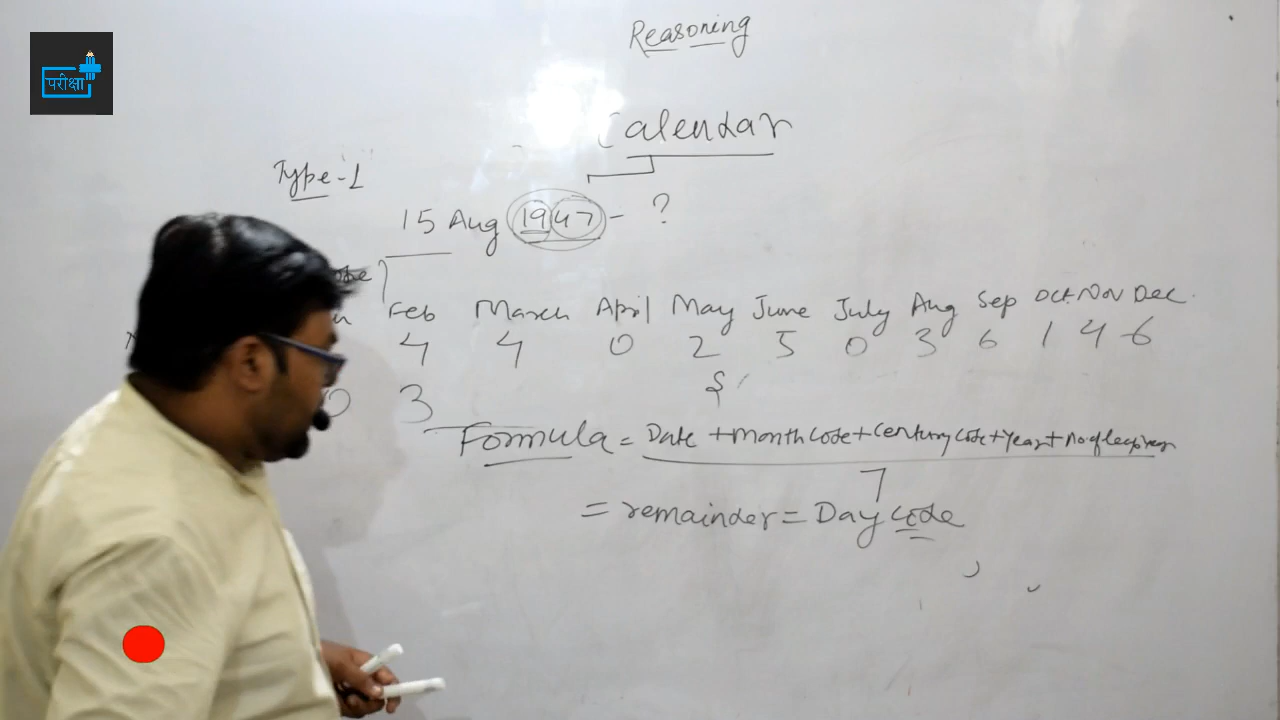 Reasoning
परीक्षा
Calendar
Type-1
15 Aug 1947 - ?
Feb March April May June July Aug Sep Oct Nov Dec.
4 4 0 2 5 0 3 6 1 4 6
0 3
Formula = Date + month code + century code + year + no of leap year
7
= remainder = Day code